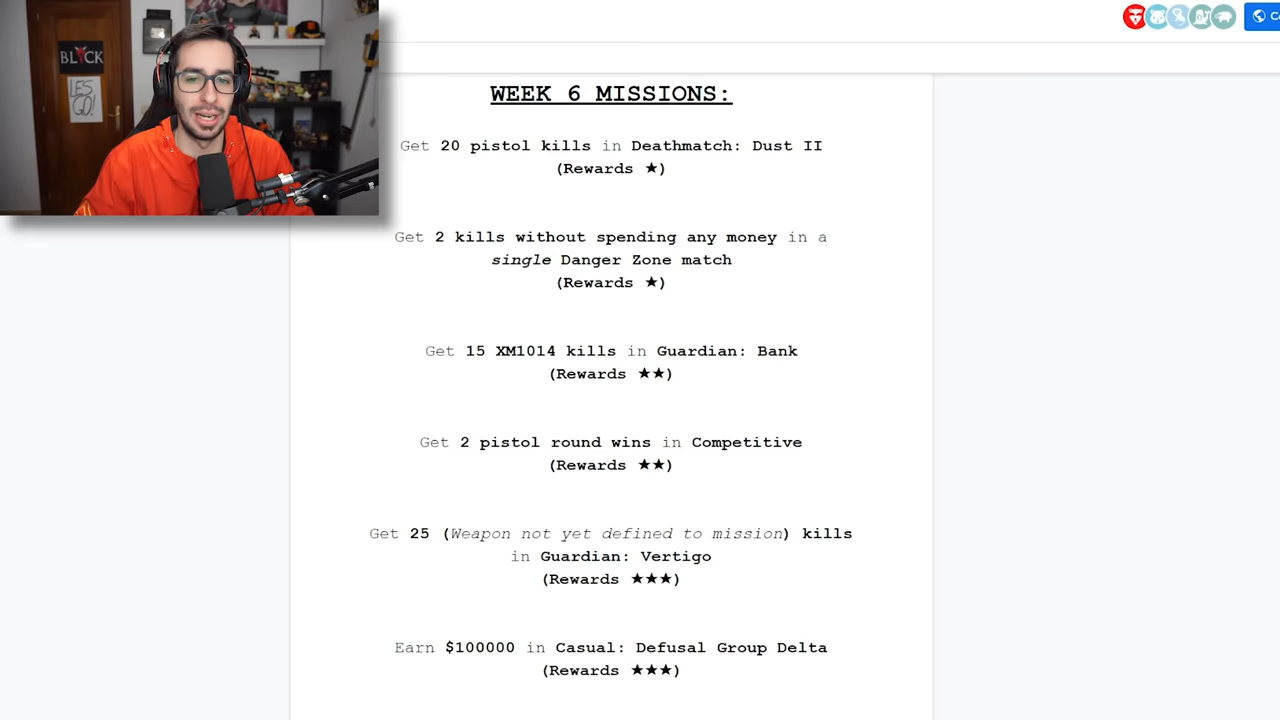 BLCK
LES
GO!
WEEK 6 MISSIONS:
Get 20 pistol kills in Deathmatch: Dust II
(Rewards ★)
Get 2 kills without spending any money in a
single Danger Zone match
(Rewards ★)
Get 15 XM1014 kills in Guardian: Bank
(Rewards ★★)
Get 2 pistol round wins in Competitive
(Rewards ★★)
Get 25 (Weapon not yet defined to mission) kills
in Guardian: Vertigo
(Rewards ★★★)
Earn $100000 in Casual: Defusal Group Delta
(Rewards ★★★)